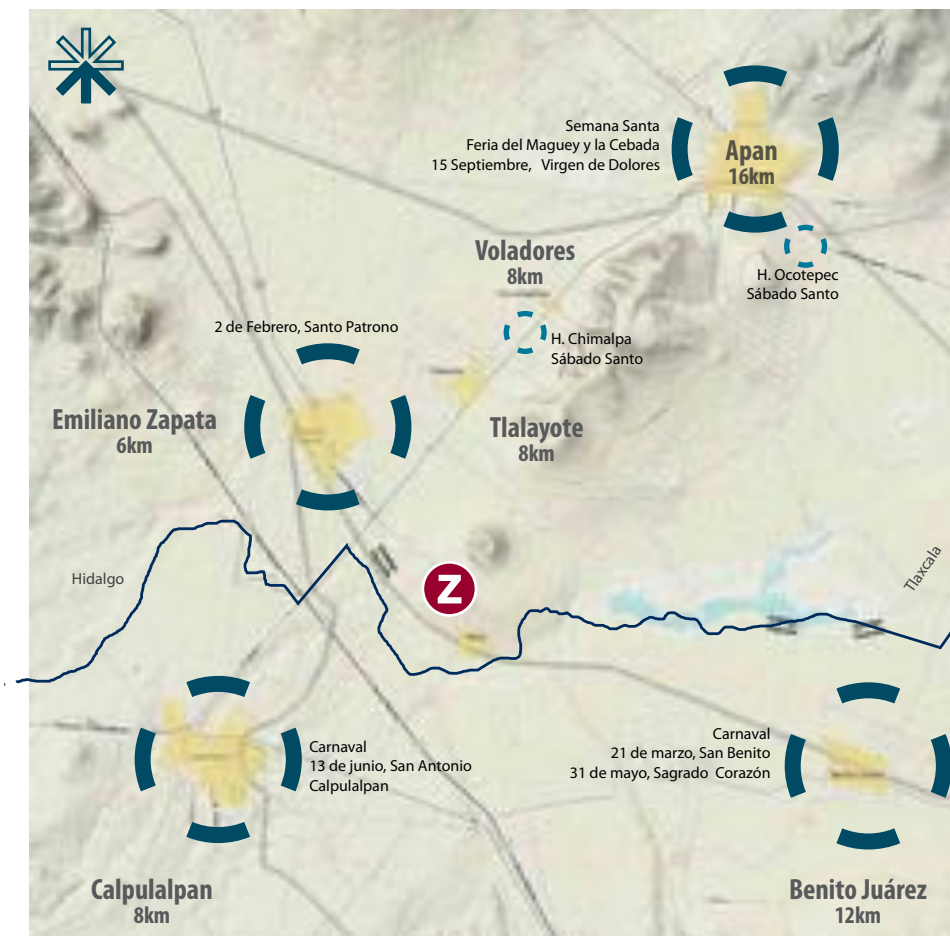 Semana Santa
Feria del Maguey y la Cebada
15 Septiembre, Virgen de Dolores
Apan
16km
Voladores
8km
H. Ocotepec
Sábado Santo
2 de Febrero, Santo Patrono
H. Chimalpa
Sábado Santo
Emiliano Zapata
6km
Tlalayote
8km
Hidalgo
Z
Tlaxcala
Carnaval
13 de junio, San Antonio
Calpulalpan
Carnaval
21 de marzo, San Benito
31 de mayo, Sagrado Corazón
Calpulalpan
8km
Benito Juárez
12km